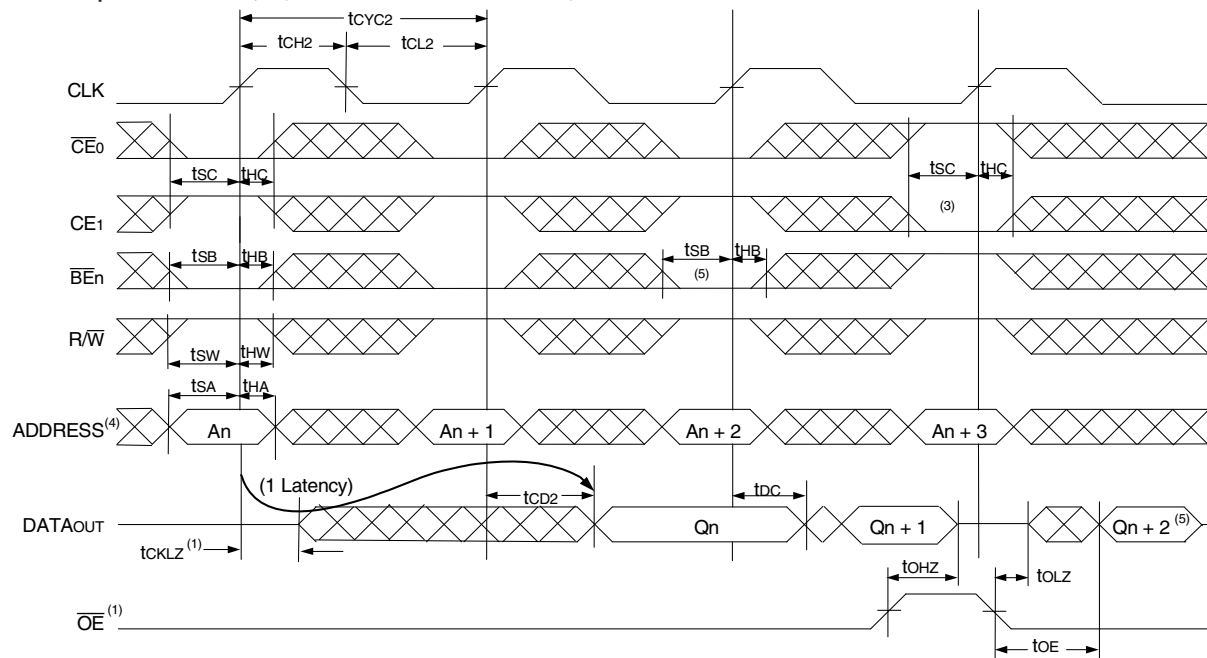 tCYC2
tCH2 tCL2
CLK
CE0
tSC tHC tSC tHC
CE1 (3)
tSB tHB tSB tHB
BEn (5)
R/W
tSW tHW
tSA tHA
ADDRESS(4) An An + 1 An + 2 An + 3
(1 Latency) tCD2 tDC
DATAOUT Qn Qn + 1 Qn + 2 (5)
tCKLZ (1)
tOHZ tOLZ
OE (1)
tOE